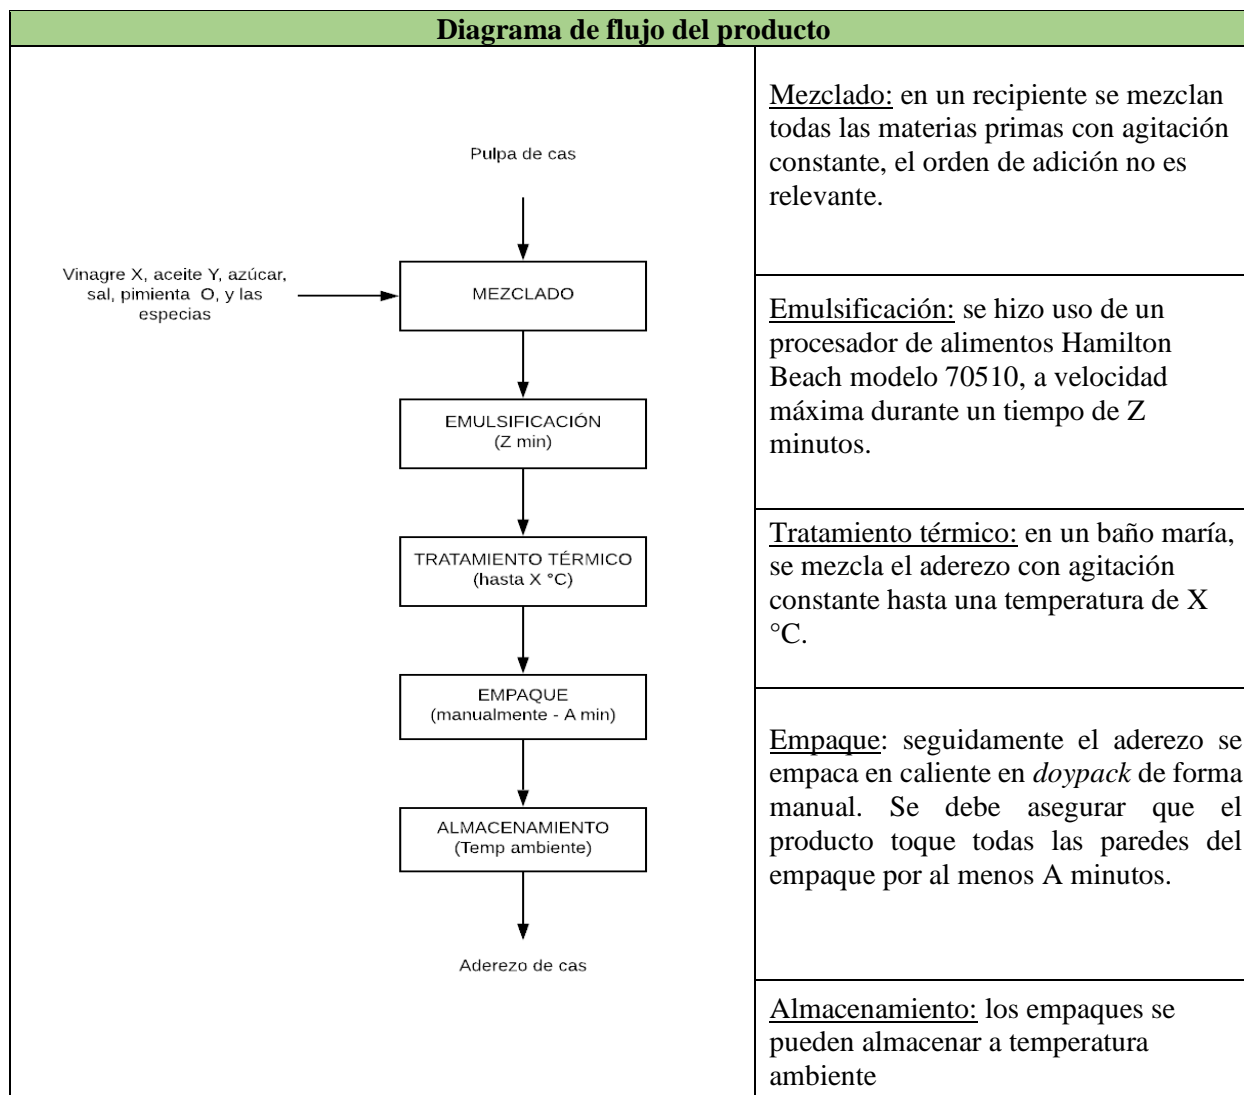 Diagrama de flujo del producto
Pulpa de cas
Vinagre X, aceite Y, azúcar,
sal, pimienta O, y las
especias
MEZCLADO
EMULSIFICACIÓN
(Z min)
TRATAMIENTO TÉRMICO
(hasta X °C)
EMPAQUE
(manualmente - A min)
ALMACENAMIENTO
(Temp ambiente)
Aderezo de cas
Mezclado: en un recipiente se mezclan
todas las materias primas con agitación
constante, el orden de adición no es
relevante.
Emulsificación: se hizo uso de un
procesador de alimentos Hamilton
Beach modelo 70510, a velocidad
máxima durante un tiempo de Z
minutos.
Tratamiento térmico: en un baño maría,
se mezcla el aderezo con agitación
constante hasta una temperatura de X
°C.
Empaque: seguidamente el aderezo se
empaca en caliente en doypack de forma
manual. Se debe asegurar que el
producto toque todas las paredes del
empaque por al menos A minutos.
Almacenamiento: los empaques se
pueden almacenar a temperatura
ambiente